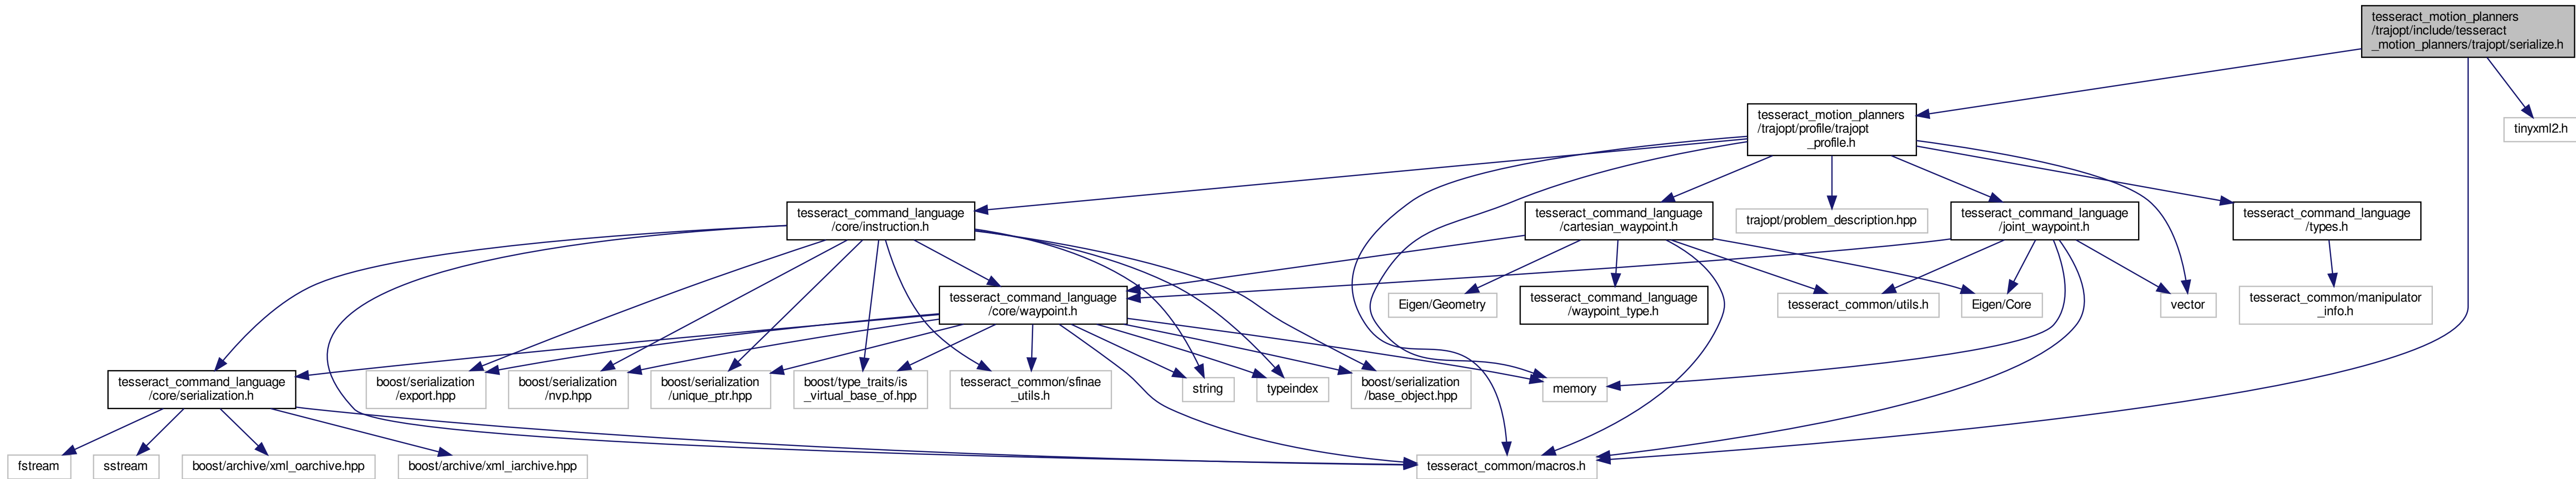 tesseract_motion_planners
/trajopt/include/tesseract
_motion_planners/trajopt/serialize.h
tesseract_motion_planners
/trajopt/profile/trajopt
_profile.h
tinyxml2.h
tesseract_command_language
/core/instruction.h
tesseract_command_language
/cartesian_waypoint.h
trajopt/problem_description.hpp
tesseract_command_language
/joint_waypoint.h
tesseract_command_language
/types.h
tesseract_command_language
/core/waypoint.h
Eigen/Geometry
tesseract_command_language
/waypoint_type.h
tesseract_common/utils.h
Eigen/Core
vector
tesseract_common/manipulator
_info.h
tesseract_command_language
/core/serialization.h
boost/serialization
/export.hpp
boost/serialization
/nvp.hpp
boost/serialization
/unique_ptr.hpp
boost/type_traits/is
_virtual_base_of.hpp
tesseract_common/sfinae
_utils.h
string
typeindex
boost/serialization
/base_object.hpp
memory
fstream
sstream
boost/archive/xml_oarchive.hpp
boost/archive/xml_iarchive.hpp
tesseract_common/macros.h